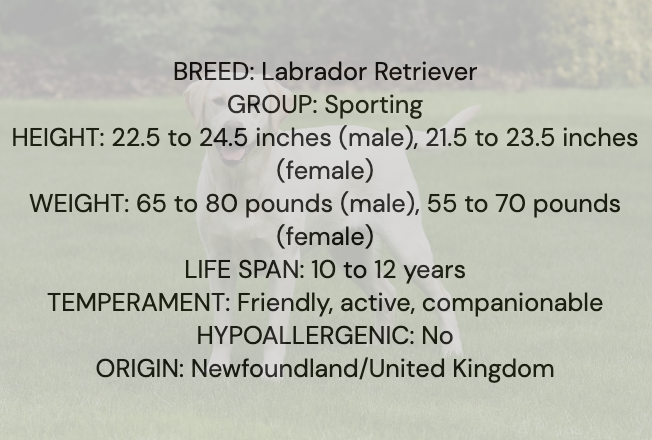 BREED: Labrador Retriever
GROUP: Sporting
HEIGHT: 22.5 to 24.5 inches (male), 21.5 to 23.5 inches
(female)
WEIGHT: 65 to 80 pounds (male), 55 to 70 pounds
(female)
LIFE SPAN: 10 to 12 years
TEMPERAMENT: Friendly, active, companionable
HYPOALLERGENIC: No
ORIGIN: Newfoundland/United Kingdom